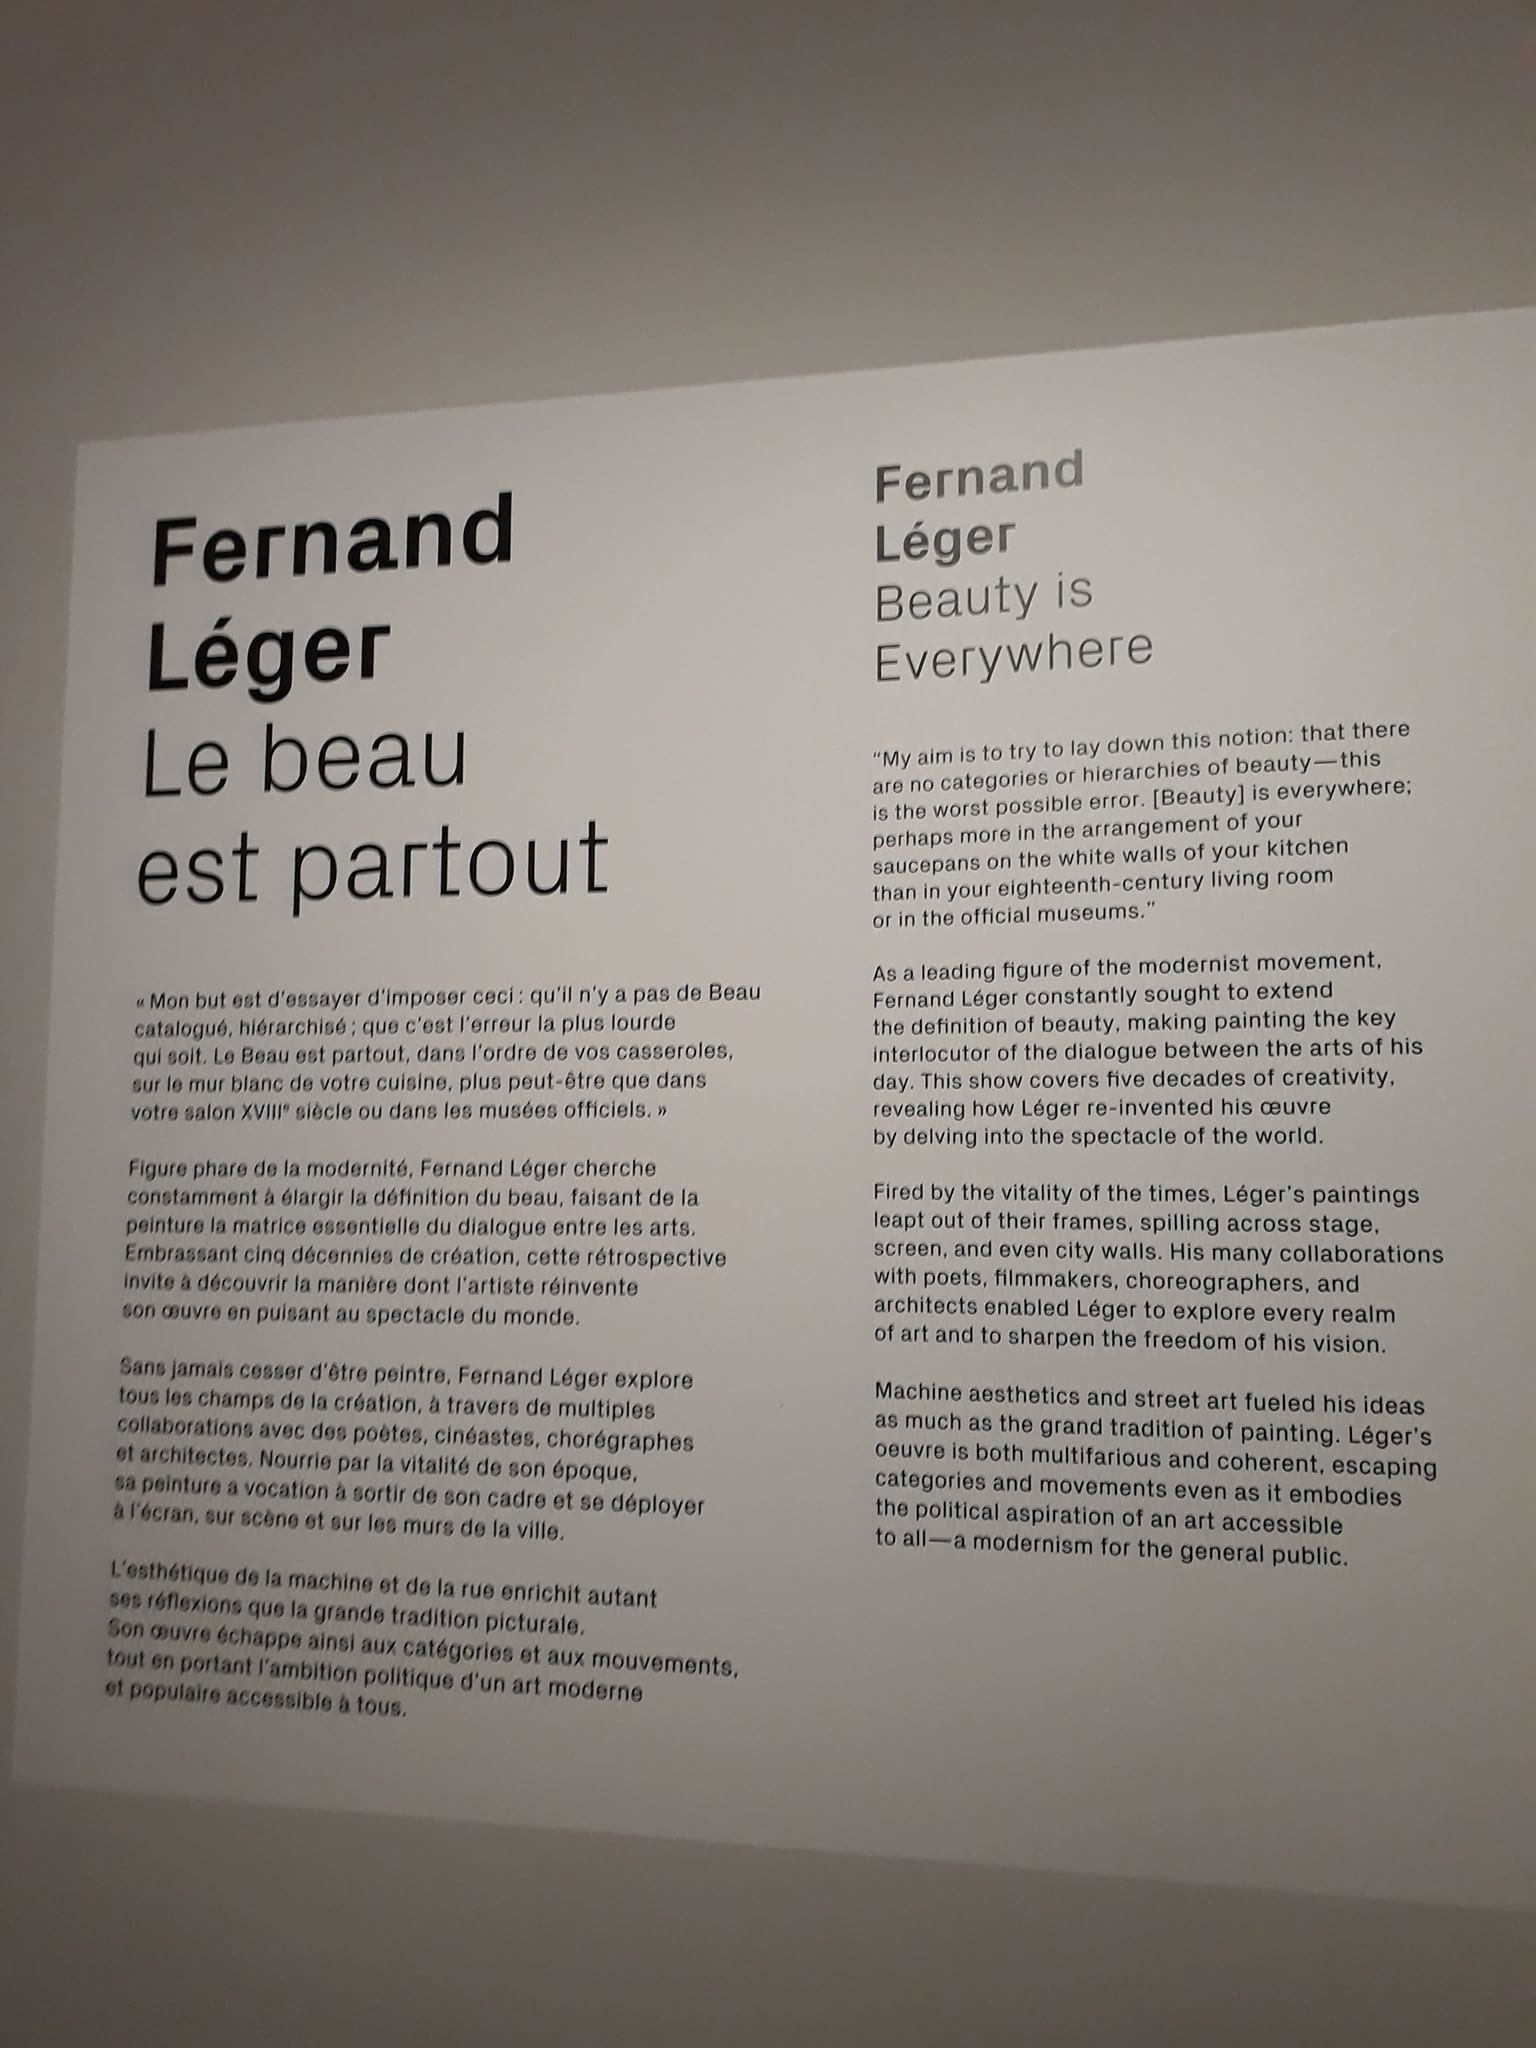 Fernand
Léger
Le beau
est partout
« Mon but est d'essayer d'imposer ceci : qu'il n'y a pas de Beau
catalogué, hiérarchisé ; que c'est l'erreur la plus lourde
qui soit. Le Beau est partout, dans l'ordre de vos casseroles,
sur le mur blanc de votre cuisine, plus peut-être que dans
votre salon XVIIIe siècle ou dans les musées officiels. »
Figure phare de la modernité, Fernand Léger cherche
constamment à élargir la définition du beau, faisant de la
peinture la matrice essentielle du dialogue entre les arts.
Embrassant cinq décennies de création, cette rétrospective
invite à découvrir la manière dont l'artiste réinvente
son œuvre en puisant au spectacle du monde.
Sans jamais cesser d'être peintre, Fernand Léger explore
tous les champs de la création, à travers de multiples
collaborations avec des poètes, cinéastes, chorégraphes
et architectes. Nourrie par la vitalité de son époque,
sa peinture a vocation à sortir de son cadre et se déployer
à l'écran, sur scène et sur les murs de la ville.
L'esthétique de la machine et de la rue enrichit autant
ses réflexions que la grande tradition picturale.
Son œuvre échappe ainsi aux catégories et aux mouvements,
tout en portant l'ambition politique d'un art moderne
et populaire accessible à tous.
Fernand
Léger
Beauty is
Everywhere
“My aim is to try to lay down this notion: that there
are no categories or hierarchies of beauty—this
is the worst possible error. [Beauty] is everywhere;
perhaps more in the arrangement of your
saucepans on the white walls of your kitchen
than in your eighteenth-century living room
or in the official museums.”
As a leading figure of the modernist movement,
Fernand Léger constantly sought to extend
the definition of beauty, making painting the key
interlocutor of the dialogue between the arts of his
day. This show covers five decades of creativity,
revealing how Léger re-invented his œuvre
by delving into the spectacle of the world.
Fired by the vitality of the times, Léger's paintings
leapt out of their frames, spilling across stage,
screen, and even city walls. His many collaborations
with poets, filmmakers, choreographers, and
architects enabled Léger to explore every realm
of art and to sharpen the freedom of his vision.
Machine aesthetics and street art fueled his ideas
as much as the grand tradition of painting. Léger's
oeuvre is both multifarious and coherent, escaping
categories and movements even as it embodies
the political aspiration of an art accessible
to all—a modernism for the general public.